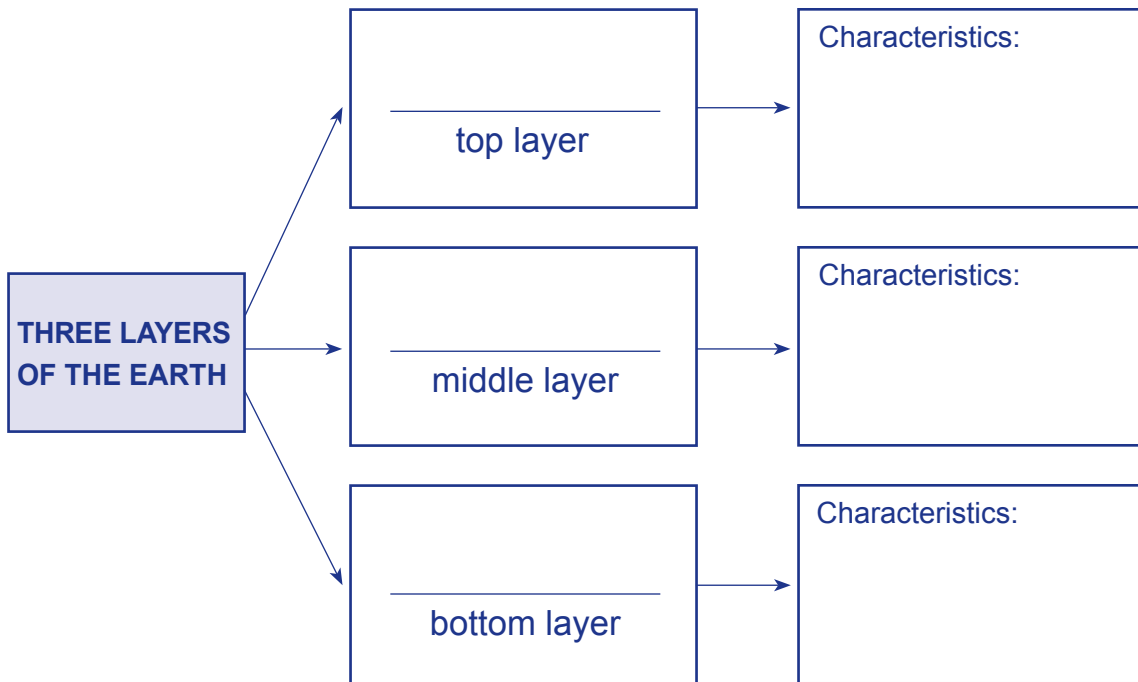 THREE LAYERS
OF THE EARTH
top layer
Characteristics:
middle layer
Characteristics:
bottom layer
Characteristics: